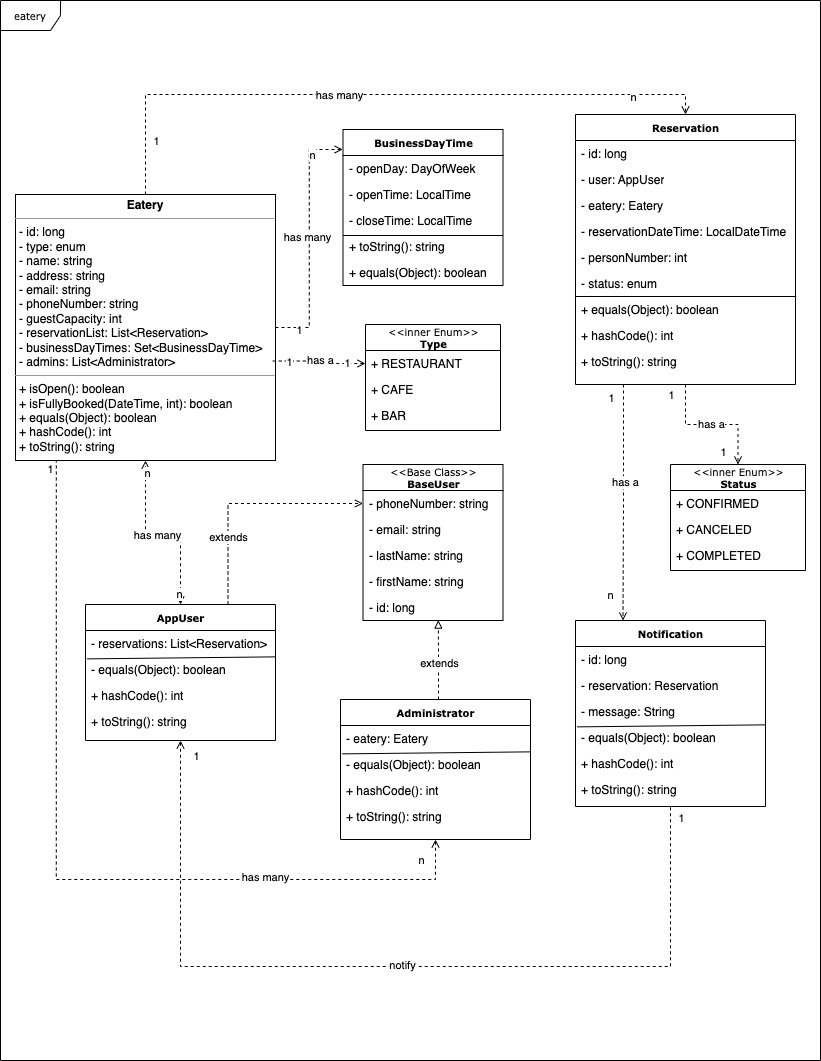 eatery
has many
n
1
Reservation
- id: long
- user: AppUser
- eatery: Eatery
- reservationDateTime: LocalDateTime
- personNumber: int
- status: enum
+ equals(Object): boolean
+ hashCode(): int
+ toString(): string
BusinessDayTime
- openDay: DayOfWeek
- openTime: LocalTime
- closeTime: LocalTime
+ toString(): string
+ equals(Object): boolean
n
has many
1
Eatery
- id: long
- type: enum
- name: string
- address: string
- email: string
- phoneNumber: string
- guestCapacity: int
- reservationList: List<Reservation>
- businessDayTimes: Set<BusinessDayTime>
- admins: List<Administrator>
+ isOpen(): boolean
+ isFullyBooked(DateTime, int): boolean
+ equals(Object): boolean
+ hashCode(): int
+ toString(): string
1
has a
1
<<inner Enum>>
Type
+ RESTAURANT
+ CAFE
+ BAR
1
1
has a
1
<<inner Enum>>
Status
+ CONFIRMED
+ CANCELED
+ COMPLETED
has a
n
1
n
has many
n,
extends
<<Base Class>>
BaseUser
- phoneNumber: string
- email: string
- lastName: string
- firstName: string
- id: long
AppUser
- reservations: List<Reservation>
- equals(Object): boolean
+ hashCode(): int
+ toString(): string
1
extends
Administrator
- eatery: Eatery
- equals(Object): boolean
+ hashCode(): int
+ toString(): string
n
has many
Notification
- id: long
- reservation: Reservation
- message: String
- equals(Object): boolean
+ hashCode(): int
+ toString(): string
1
notify